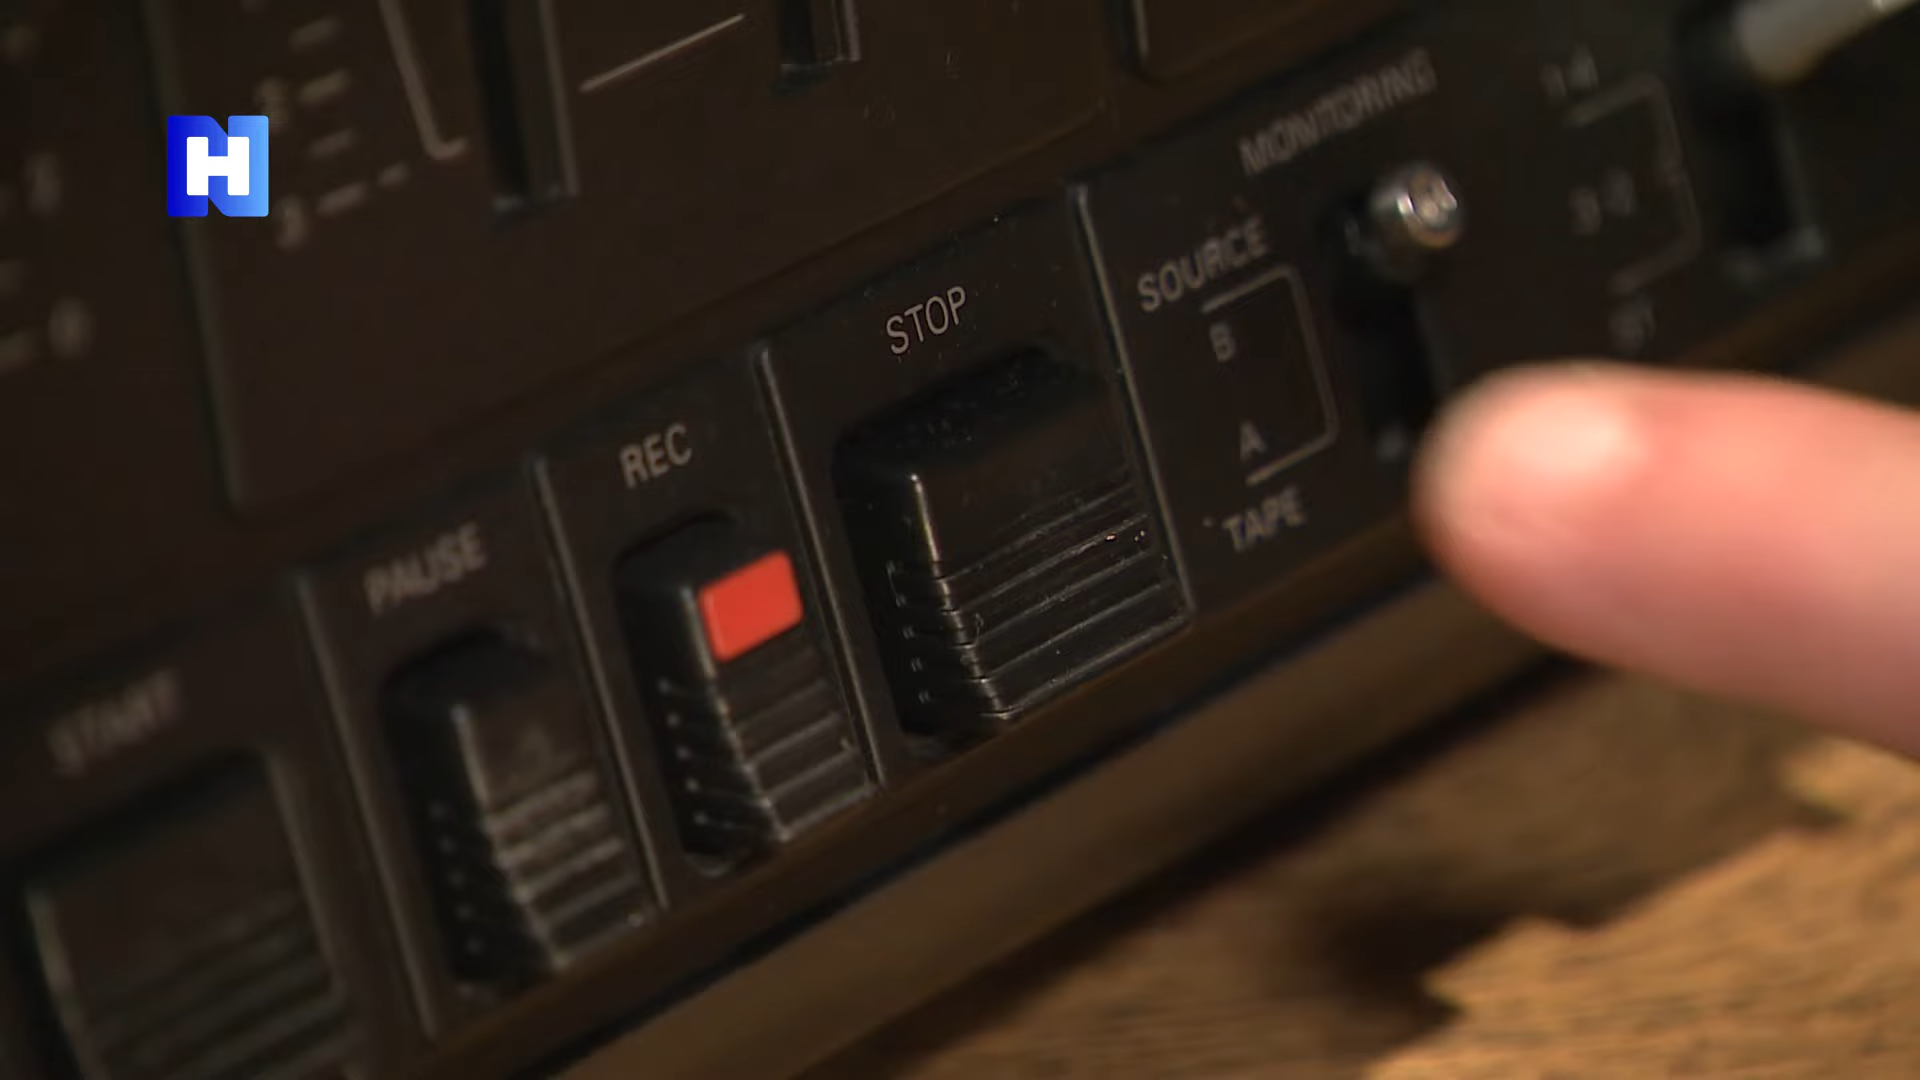 H
MONITORING
SOURCE
B
A
TAPE
STOP
REC
PAUSE
START